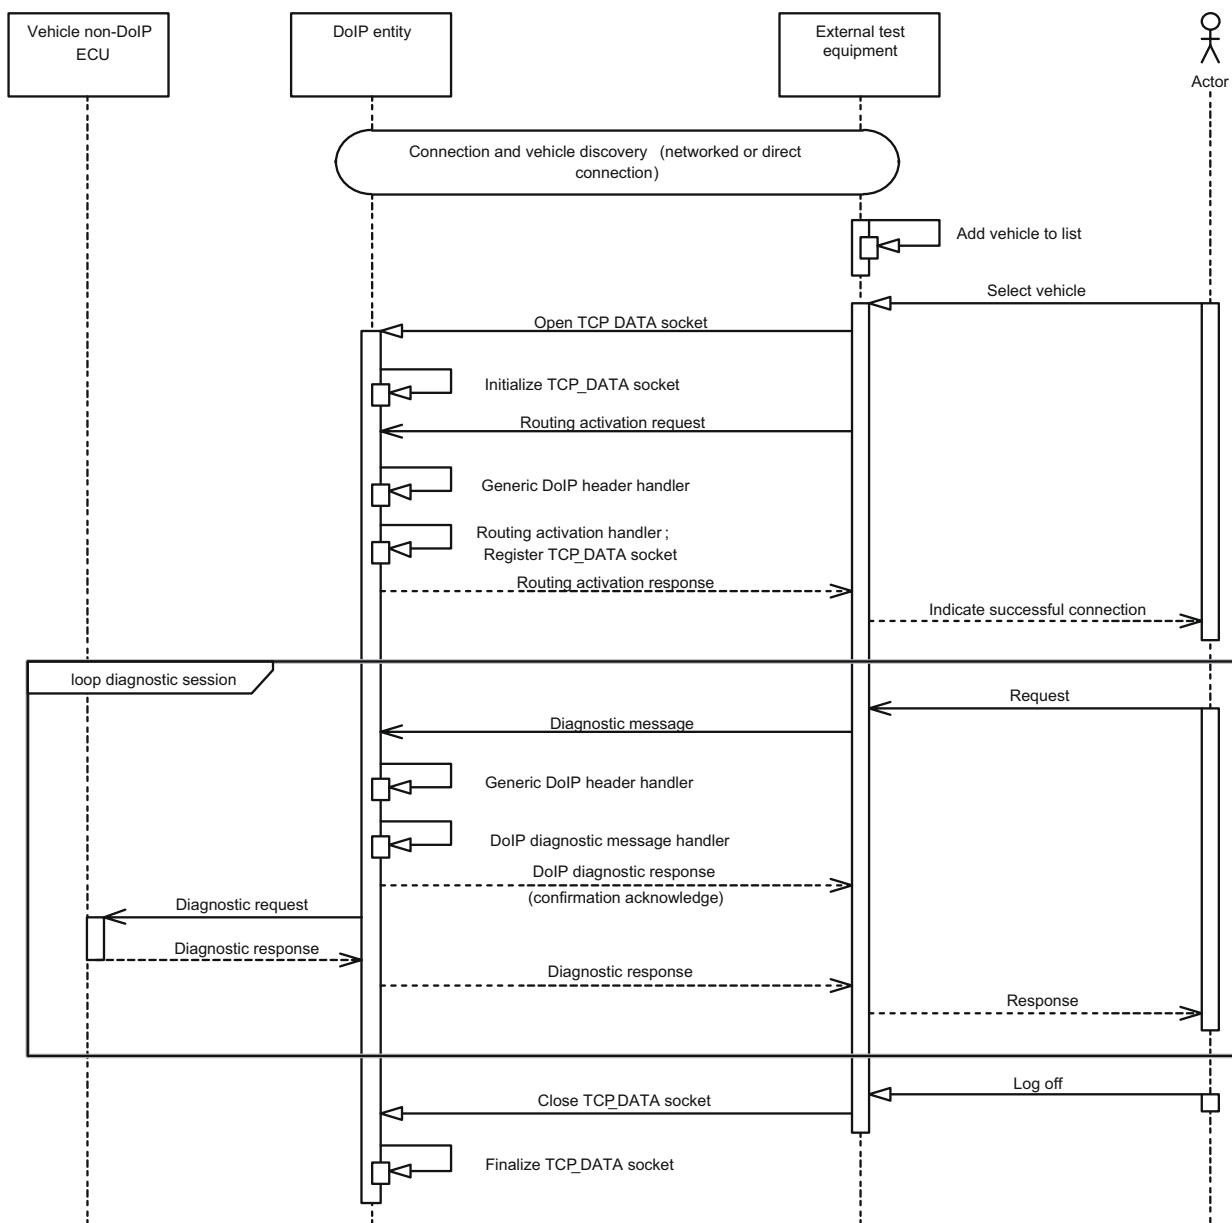 Vehicle non-DoIP
ECU
DoIP entity
External test
equipment
Actor
Connection and vehicle discovery (networked or direct
connection)
Add vehicle to list
Select vehicle
Open TCP DATA socket
Initialize TCP_DATA socket
Routing activation request
Generic DoIP header handler
Routing activation handler;
Register TCP_DATA socket
Routing activation response
Indicate successful connection
loop diagnostic session
Request
Diagnostic message
Generic DoIP header handler
DoIP diagnostic message handler
DoIP diagnostic response
(confirmation acknowledge)
Diagnostic request
Diagnostic response
Diagnostic response
Response
Log off
Close TCP_DATA socket
Finalize TCP_DATA socket